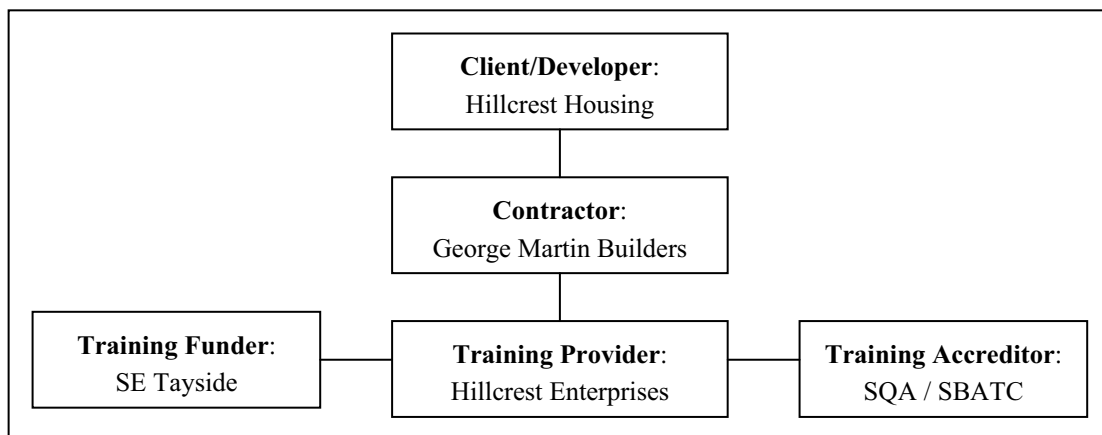 Client/Developer:
Hillcrest Housing
Contractor:
George Martin Builders
Training Funder:
SE Tayside
Training Provider:
Hillcrest Enterprises
Training Accreditor:
SQA / SBATC